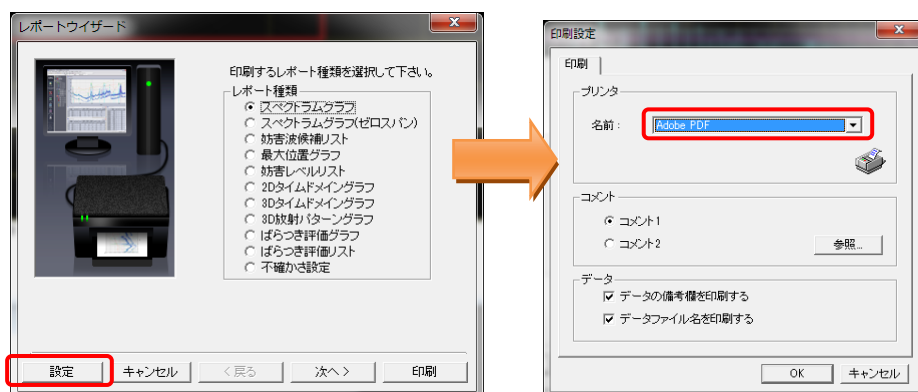 レポートウイザード
印刷するレポート種類を選択して下さい。
レポート種類
スペクトラムグラフ
スペクトラムグラフ(ゼロスパン)
妨害波候補リスト
最大位置グラフ
妨害レベルリスト
2Dタイムドメイングラフ
3Dタイムドメイングラフ
3D放射パターングラフ
ばらつき評価グラフ
ばらつき評価リスト
不確かさ設定
設定
キャンセル
< 戻る
次へ >
印刷
印刷設定
印刷
プリンタ
名前：
Adobe PDF
コメント
コメント1
コメント2
参照...
データ
データの備考欄を印刷する
データファイル名を印刷する
OK
キャンセル